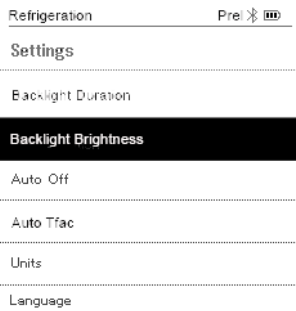 Refrigeration Prel
Settings
Backlight Duration
Backlight Brightness
Auto Off
Auto Tfac
Units
Language